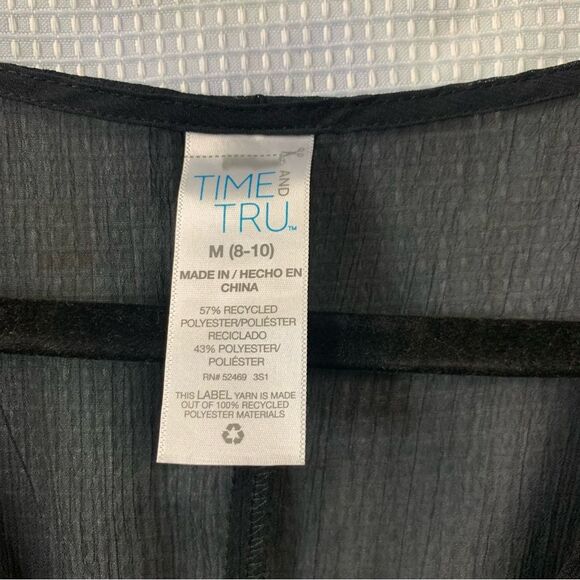 TIME AND
TRU™
M (8-10)
MADE IN / HECHO EN
CHINA
57% RECYCLED
POLYESTER/POLIÉSTER
RECICLADO
43% POLYESTER/
POLIÉSTER
RN# 52469 3S1
THIS LABEL YARN IS MADE
OUT OF 100% RECYCLED
POLYESTER MATERIALS